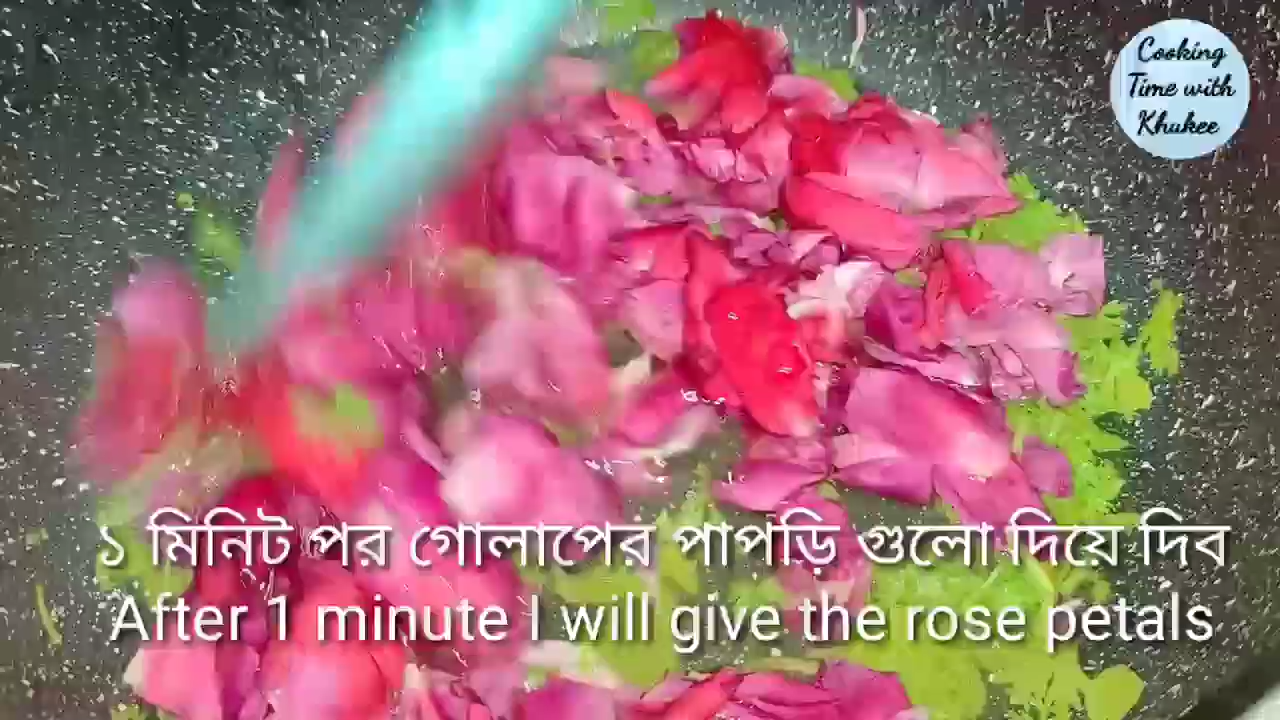 Cooking
Time with
Khukee
১ মিনিট পর গোলাপের পাপড়ি গুলো দিয়ে দিব
After 1 minute I will give the rose petals